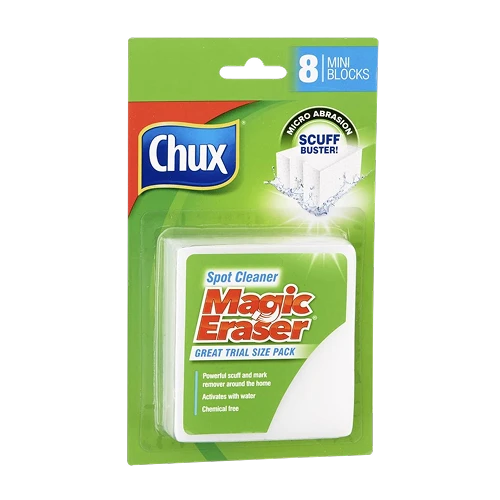 8 MINI
BLOCKS
MICRO ABRASION
SCUFF
BUSTER!
Chux
Spot Cleaner
Magic
Eraser®
GREAT TRIAL SIZE PACK
Powerful scuff and mark
remover around the home
Activates with water
Chemical free